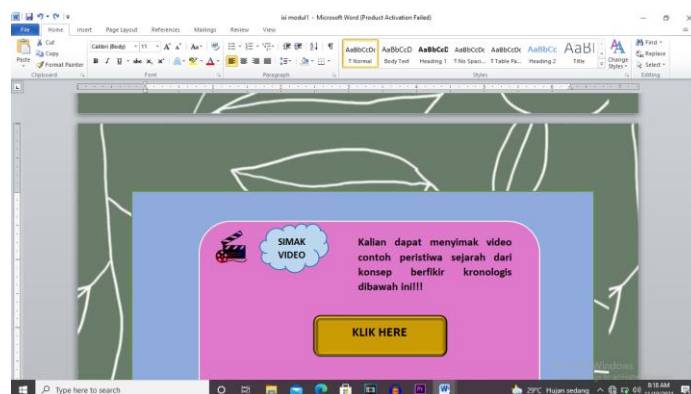 isi modul1 - Microsoft Word (Product Activation Failed)
File Home Insert Page Layout References Mailings Review View
Cut
Copy
Format Painter
Paste
Calibri (Body) 11
AaBbCcDc AaBbCcD AaBbCcD AaBbCcDc AaBbCcDc AaBbCc AaBI
¶ Normal Body Text Heading 1 ¶ No Spaci... ¶ Table Pa... Heading 2 Title
Change Styles
Find
Replace
Select
Clipboard Font Paragraph Styles Editing
SIMAK
VIDEO
Kalian dapat menyimak video
contoh peristiwa sejarah dari
konsep berfikir kronologis
dibawah ini!!!
KLIK HERE
Type here to search
29°C Hujan sedang
8:18 AM